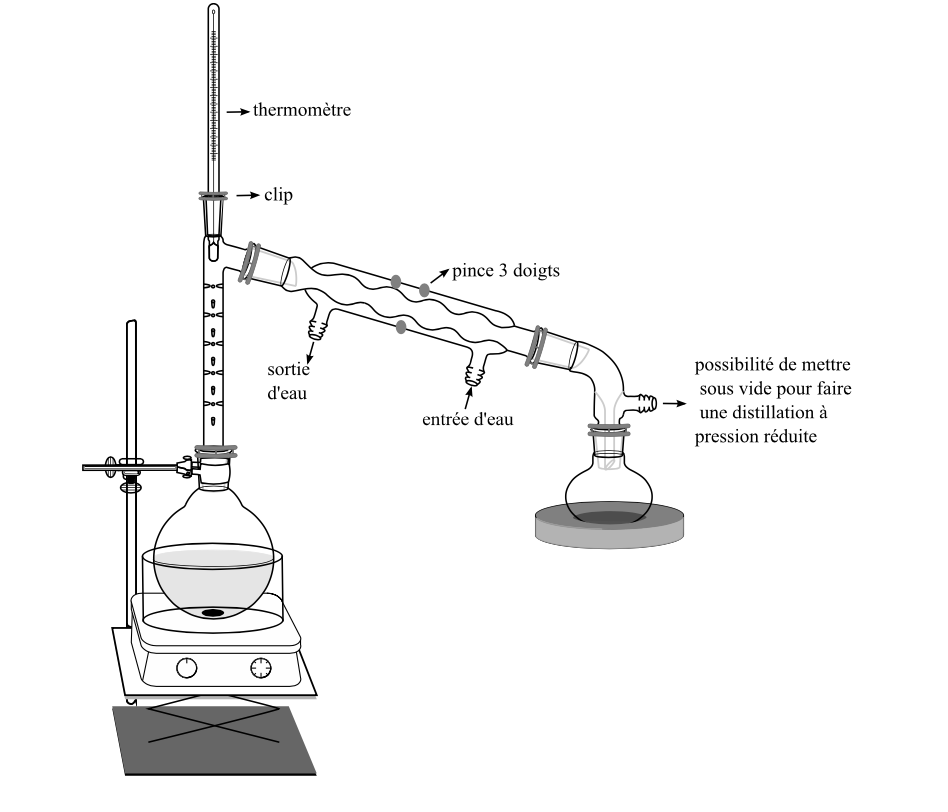 thermomètre
clip
pince 3 doigts
sortie
d'eau
entrée d'eau
possibilité de mettre
sous vide pour faire
une distillation à
pression réduite